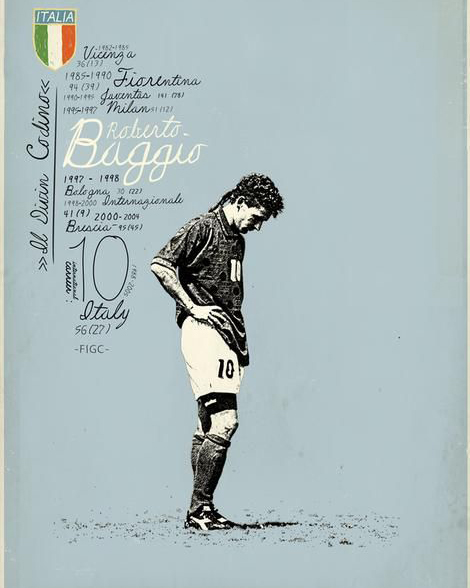 ITALIA
1982-1985
Vicenza
36 (13)
1985-1990 Fiorentina
94 (39)
1990-1995 Juventus 141 (78)
1995-1997 Milan 51 (12)
Roberto
Baggio
1997 - 1998
Bologna 30 (22)
1998-2000 Internazionale
41 (9) 2000-2004
Brescia - 95 (45)
10
international
career:
Italy
56 (27)
-FIGC-
»Il Divin Codino«
10
10